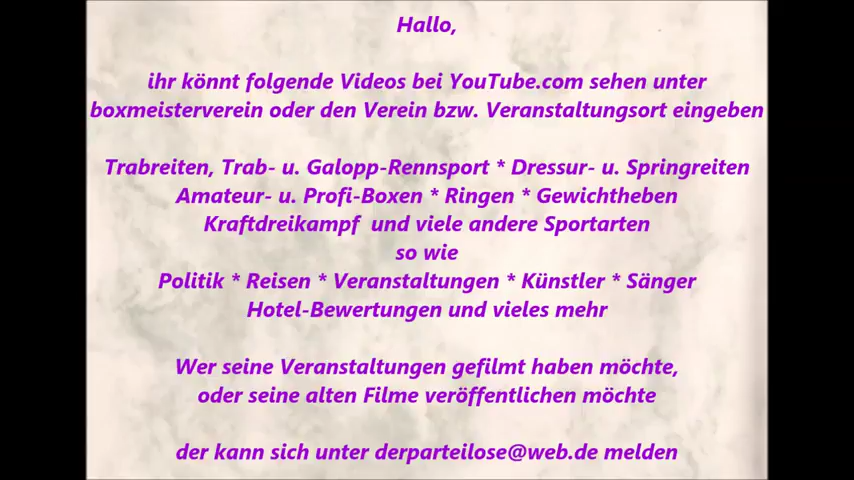 Hallo,
ihr könnt folgende Videos bei YouTube.com sehen unter
boxmeisterverein oder den Verein bzw. Veranstaltungsort eingeben
Trabreiten, Trab- u. Galopp-Rennsport * Dressur- u. Springreiten
Amateur- u. Profi-Boxen * Ringen * Gewichtheben
Kraftdreikampf und viele andere Sportarten
so wie
Politik * Reisen * Veranstaltungen * Künstler * Sänger
Hotel-Bewertungen und vieles mehr
Wer seine Veranstaltungen gefilmt haben möchte,
oder seine alten Filme veröffentlichen möchte
der kann sich unter derparteilose@web.de melden